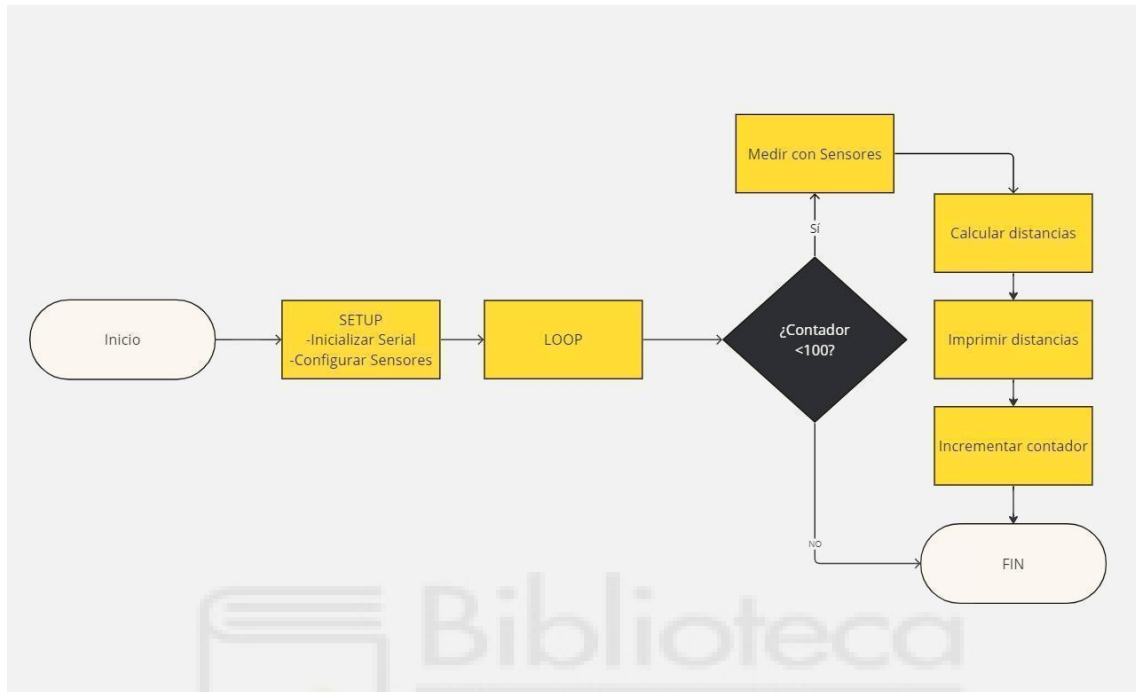 Inicio
SETUP
-Inicializar Serial
-Configurar Sensores
LOOP
¿Contador
<100?
Sí
Medir con Sensores
Calcular distancias
Imprimir distancias
Incrementar contador
NO
FIN
Biblioteca